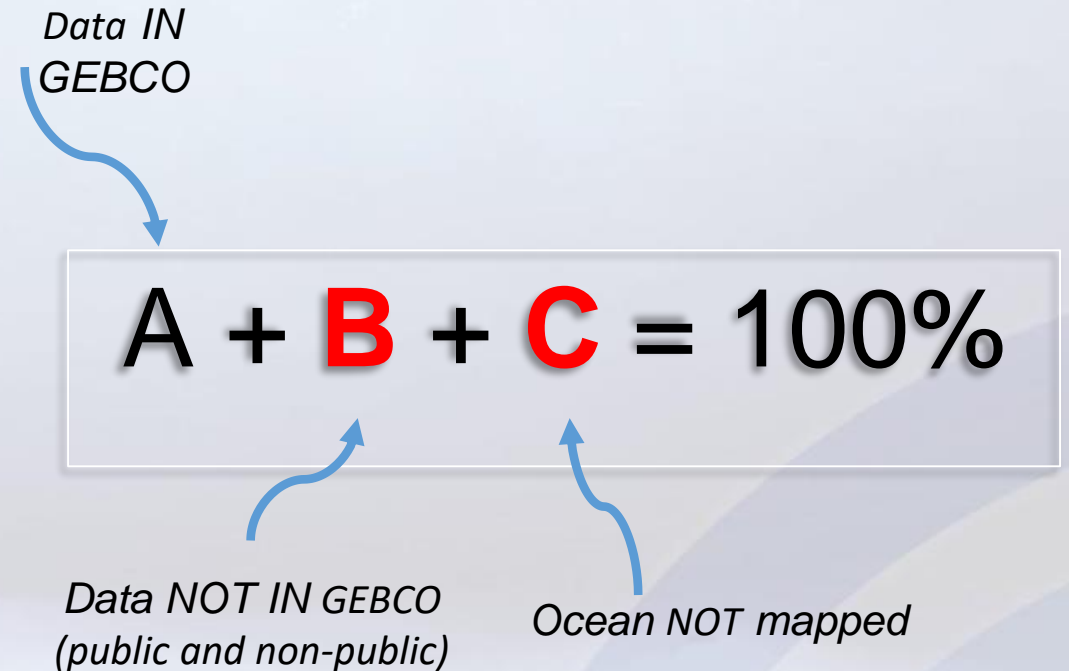 Data IN
GEBCO
A + B + C = 100%
Data NOT IN GEBCO
(public and non-public)
Ocean NOT mapped